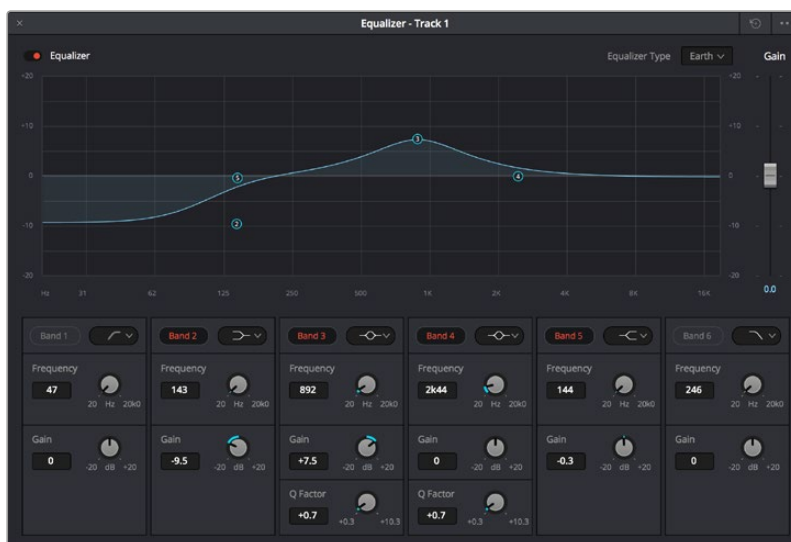 × Equalizer - Track 1
Equalizer Equalizer Type Earth Gain
+20 +20
+10 +10
0 0
-10 -10
-20 -20
Hz 31 62 125 250 500 1K 2K 4K 8K 16K 0.0
3
5 4
2
Band 1 Band 2 Band 3 Band 4 Band 5 Band 6
Frequency Frequency Frequency Frequency Frequency Frequency
47 143 892 2k44 144 246
20 Hz 20k0 20 Hz 20k0 20 Hz 20k0 20 Hz 20k0 20 Hz 20k0 20 Hz 20k0
Gain Gain Gain Gain Gain Gain
0 -9.5 +7.5 0 -0.3 0
-20 dB +20 -20 dB +20 -20 dB +20 -20 dB +20 -20 dB +20 -20 dB +20
Q Factor Q Factor
+0.7 +0.7
+0.3 +10.3 +0.3 +10.3